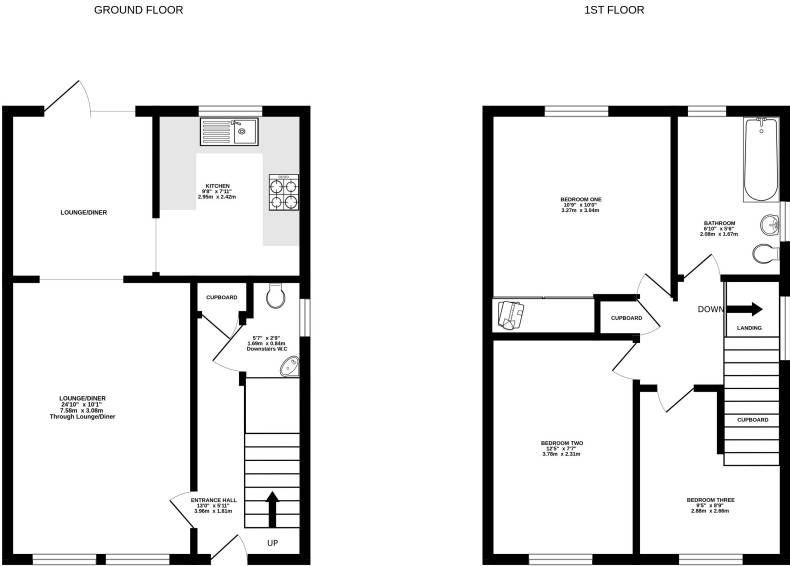 GROUND FLOOR
1ST FLOOR
LOUNGE/DINER
KITCHEN
9'8" x 7'11"
2.95m x 2.42m
CUPBOARD
5'7" x 2'9"
1.69m x 0.84m
Downstairs W.C
LOUNGE/DINER
24'10" x 10'1"
7.58m x 3.08m
Through Lounge/Diner
ENTRANCE HALL
13'0" x 5'11"
3.96m x 1.81m
UP
BEDROOM ONE
10'9" x 10'0"
3.27m x 3.04m
BATHROOM
6'10" x 5'6"
2.08m x 1.67m
CUPBOARD
DOWN
LANDING
CUPBOARD
BEDROOM TWO
12'5" x 7'7"
3.78m x 2.31m
BEDROOM THREE
9'5" x 8'9"
2.88m x 2.66m